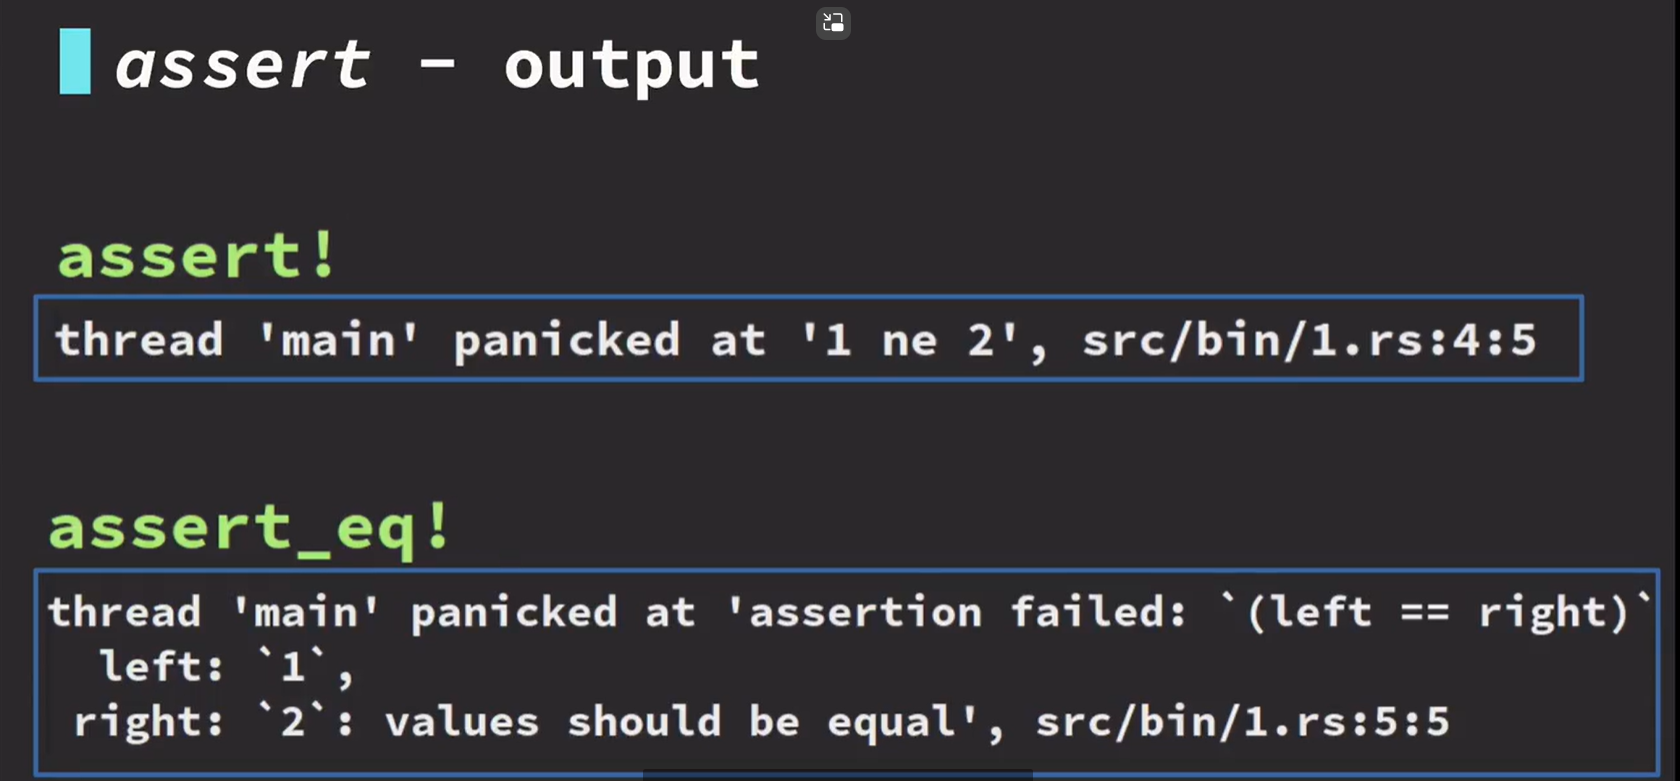 assert - output
assert!
thread 'main' panicked at '1 ne 2', src/bin/1.rs:4:5
assert_eq!
thread 'main' panicked at 'assertion failed: `(left == right)`
left: `1`,
right: `2`: values should be equal', src/bin/1.rs:5:5